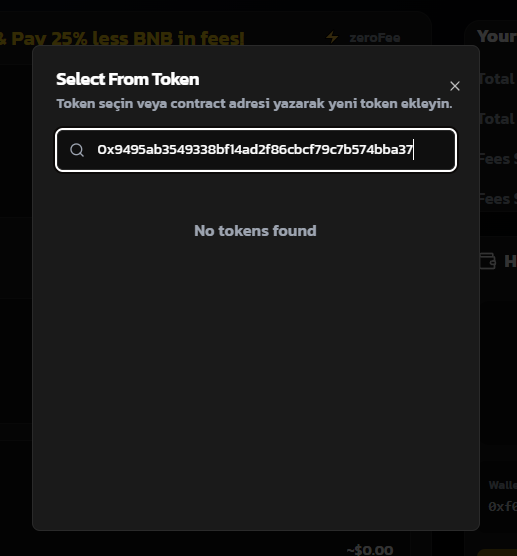 & Pay 25% less BNB in fees!
zeroFee
Your
Select From Token
Total
Token seçin veya contract adresi yazarak yeni token ekleyin.
Total
0x9495ab3549338bf14ad2f86cbcf79c7b574bba37
Fees S
Fees S
No tokens found
H
Walle
0xf0
~$0.00